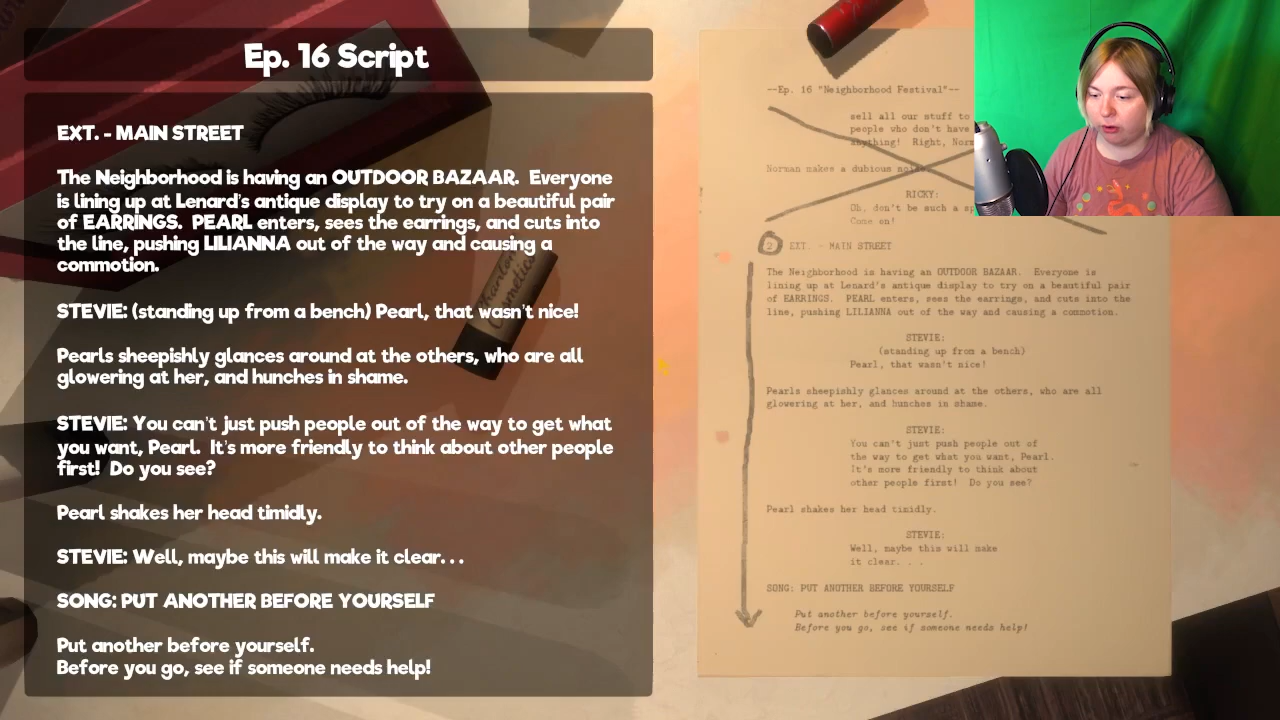 Ep. 16 Script
EXT. - MAIN STREET
The Neighborhood is having an OUTDOOR BAZAAR.  Everyone
is lining up at Lenard's antique display to try on a beautiful pair
of EARRINGS.  PEARL enters, sees the earrings, and cuts into
the line, pushing LILIANNA out of the way and causing a
commotion.
STEVIE: (standing up from a bench) Pearl, that wasn't nice!
Pearls sheepishly glances around at the others, who are all
glowering at her, and hunches in shame.
STEVIE: You can't just push people out of the way to get what
you want, Pearl.  It's more friendly to think about other people
first!  Do you see?
Pearl shakes her head timidly.
STEVIE: Well, maybe this will make it clear. . .
SONG: PUT ANOTHER BEFORE YOURSELF
Put another before yourself.
Before you go, see if someone needs help!
Chantilly
Cosmetics
--Ep. 16 "Neighborhood Festival"--
sell all our stuff to
people who don't have
anything!  Right, Norm
Norman makes a dubious noise.
RICKY:
Oh, don't be such a sp
Come on!
2 EXT. - MAIN STREET
The Neighborhood is having an OUTDOOR BAZAAR.  Everyone is
lining up at Lenard's antique display to try on a beautiful pair
of EARRINGS.  PEARL enters, sees the earrings, and cuts into the
line, pushing LILIANNA out of the way and causing a commotion.
STEVIE:
(standing up from a bench)
Pearl, that wasn't nice!
Pearls sheepishly glances around at the others, who are all
glowering at her, and hunches in shame.
STEVIE:
You can't just push people out of
the way to get what you want, Pearl.
It's more friendly to think about
other people first!  Do you see?
Pearl shakes her head timidly.
STEVIE:
Well, maybe this will make
it clear. . .
SONG: PUT ANOTHER BEFORE YOURSELF
Put another before yourself.
Before you go, see if someone needs help!